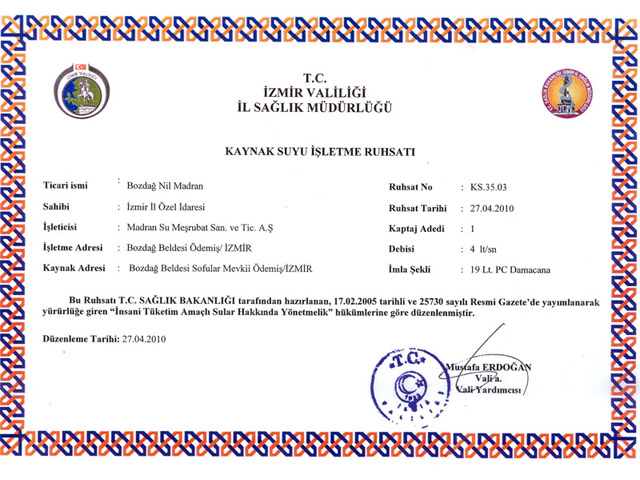 T.C.
İZMİR VALİLİĞİ
İL SAĞLIK MÜDÜRLÜĞÜ
İZMİR VALİLİĞİ
KAYNAK SUYU İŞLETME RUHSATI
Ticari ismi : Bozdağ Nil Madran
Ruhsat No : KS.35.03
Sahibi : İzmir İl Özel İdaresi
Ruhsat Tarihi : 27.04.2010
İşleticisi : Madran Su Meşrubat San. ve Tic. A.Ş
Kaptaj Adedi : 1
İşletme Adresi : Bozdağ Beldesi Ödemiş/ İZMİR
Debisi : 4 lt/sn
Kaynak Adresi : Bozdağ Beldesi Sofular Mevkii Ödemiş/İZMİR
İmla Şekli : 19 Lt. PC Damacana
Bu Ruhsatı T.C. SAĞLIK BAKANLIĞI tarafından hazırlanan, 17.02.2005 tarihli ve 25730 sayılı Resmi Gazete'de yayımlanarak
yürürlüğe giren “İnsani Tüketim Amaçlı Sular Hakkında Yönetmelik” hükümlerine göre düzenlenmiştir.
Düzenleme Tarihi: 27.04.2010
T.C.
Mustafa ERDOĞAN
Vali a.
Vali Yardımcısı